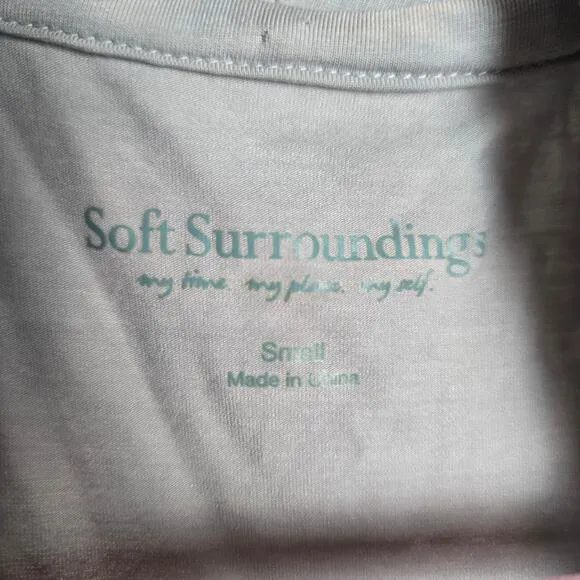 Soft Surroundings
my time. my place. my self.
Small
Made in China